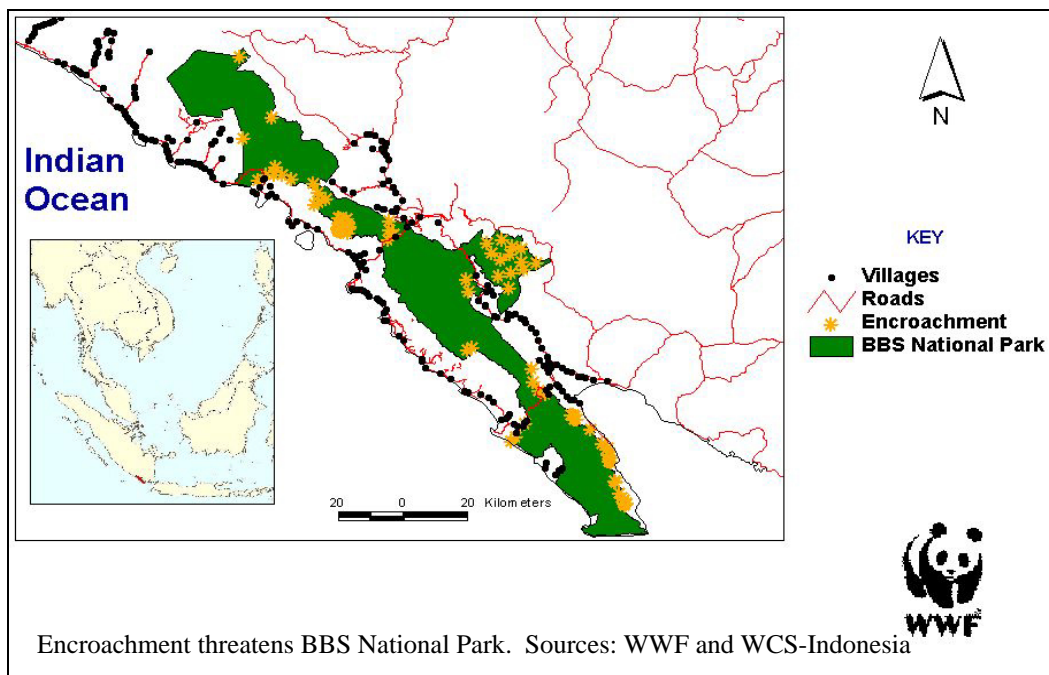 Indian
Ocean
N
KEY
Villages
Roads
Encroachment
BBS National Park
20 0 20 Kilometers
WWF
Encroachment threatens BBS National Park. Sources: WWF and WCS-Indonesia